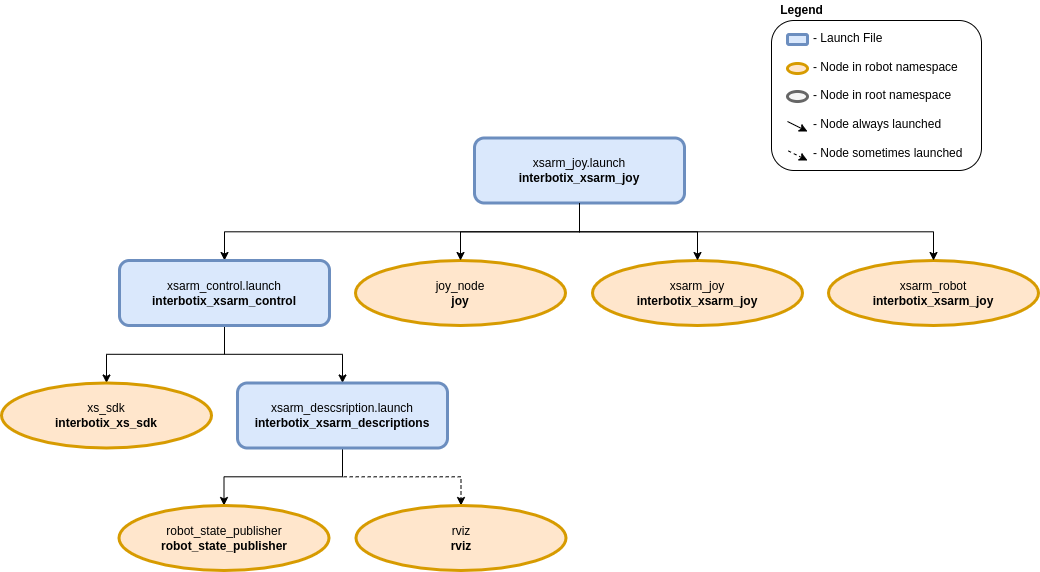 Legend
- Launch File
- Node in robot namespace
- Node in root namespace
- Node always launched
- Node sometimes launched
xsarm_joy.launch
interbotix_xsarm_joy
xsarm_control.launch
interbotix_xsarm_control
joy_node
joy
xsarm_joy
interbotix_xsarm_joy
xsarm_robot
interbotix_xsarm_joy
xs_sdk
interbotix_xs_sdk
xsarm_descsription.launch
interbotix_xsarm_descriptions
robot_state_publisher
robot_state_publisher
rviz
rviz